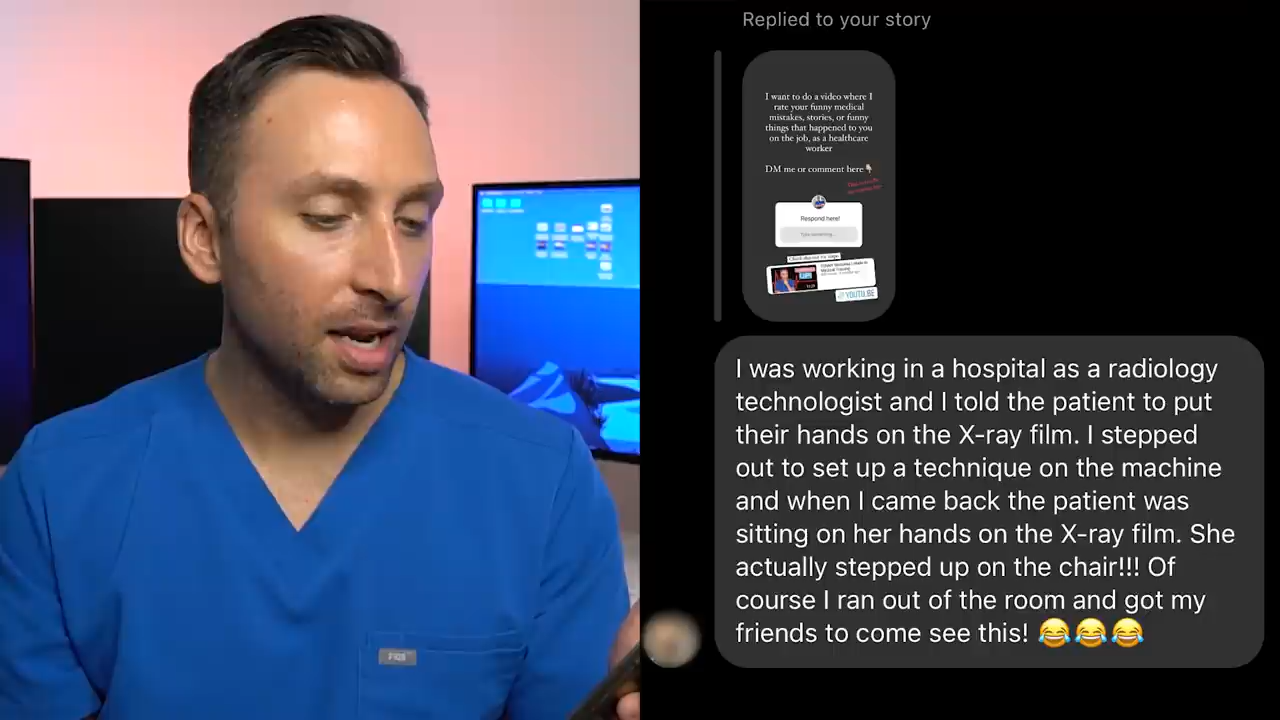 Replied to your story
I want to do a video where I
rate your funny medical
mistakes, stories, or funny
things that happened to you
on the job, as a healthcare
worker
DM me or comment here 👇🏼
Respond here!
Type something...
YOUTU.BE
I was working in a hospital as a radiology
technologist and I told the patient to put
their hands on the X-ray film. I stepped
out to set up a technique on the machine
and when I came back the patient was
sitting on her hands on the X-ray film. She
actually stepped up on the chair!!! Of
course I ran out of the room and got my
friends to come see this! 😂😂😂
FIGS